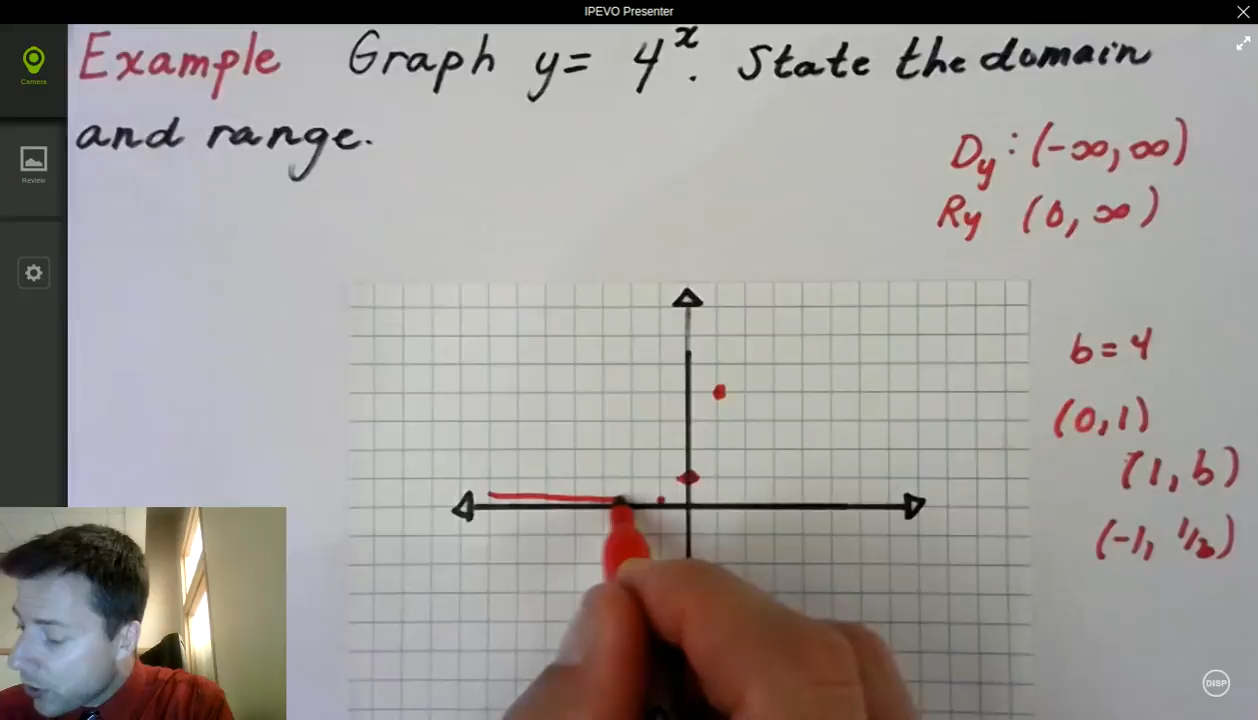 IPEVO Presenter
Camera
Review
Example Graph y = 4^x. State the domain
and range.
Dy : (-∞, ∞)
Ry (0, ∞)
b = 4
(0, 1)
(1, b)
(-1, 1/b)
DISP